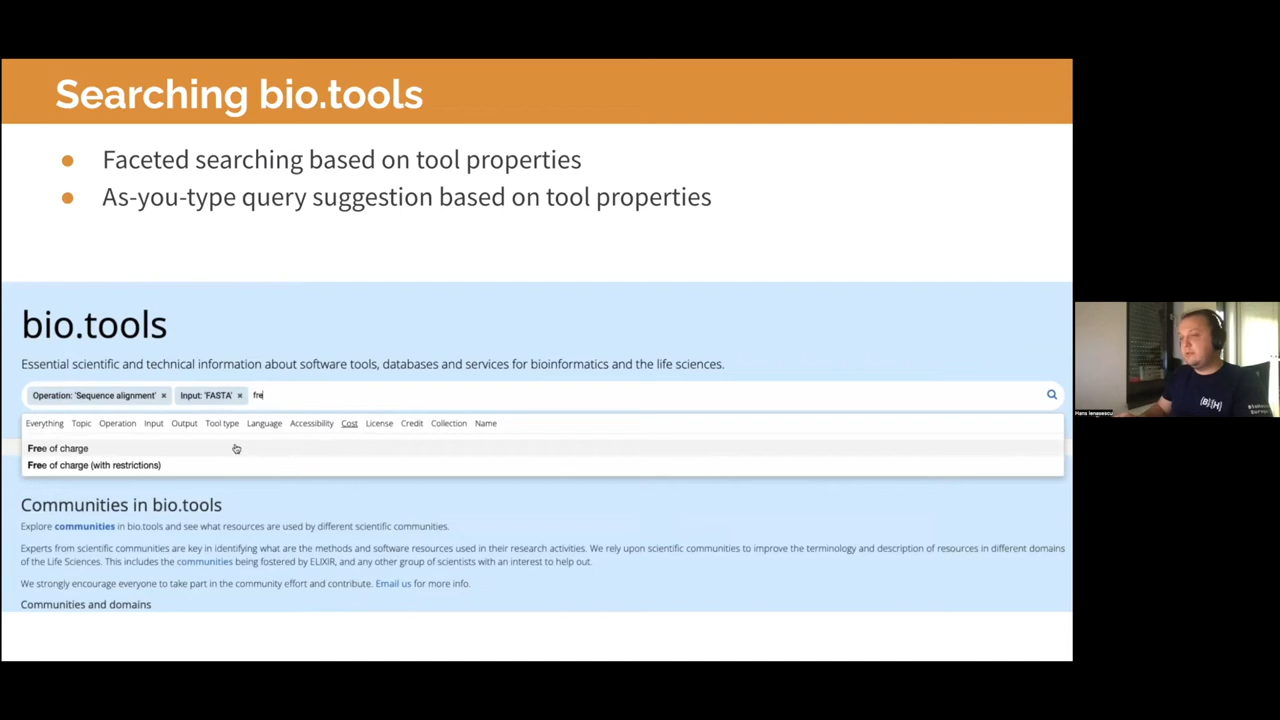 Searching bio.tools
● Faceted searching based on tool properties
● As-you-type query suggestion based on tool properties
bio.tools
Essential scientific and technical information about software tools, databases and services for bioinformatics and the life sciences.
Operation: 'Sequence alignment' × Input: 'FASTA' × fre
Everything Topic Operation Input Output Tool type Language Accessibility Cost License Credit Collection Name
Free of charge
Free of charge (with restrictions)
Communities in bio.tools
Explore communities in bio.tools and see what resources are used by different scientific communities.
Experts from scientific communities are key in identifying what are the methods and software resources used in their research activities. We rely upon scientific communities to improve the terminology and description of resources in different domains
of the Life Sciences. This includes the communities being fostered by ELIXIR, and any other group of scientists with an interest to help out.
We strongly encourage everyone to take part in the community effort and contribute. Email us for more info.
Communities and domains
{B}{H}
Hans Ienasescu